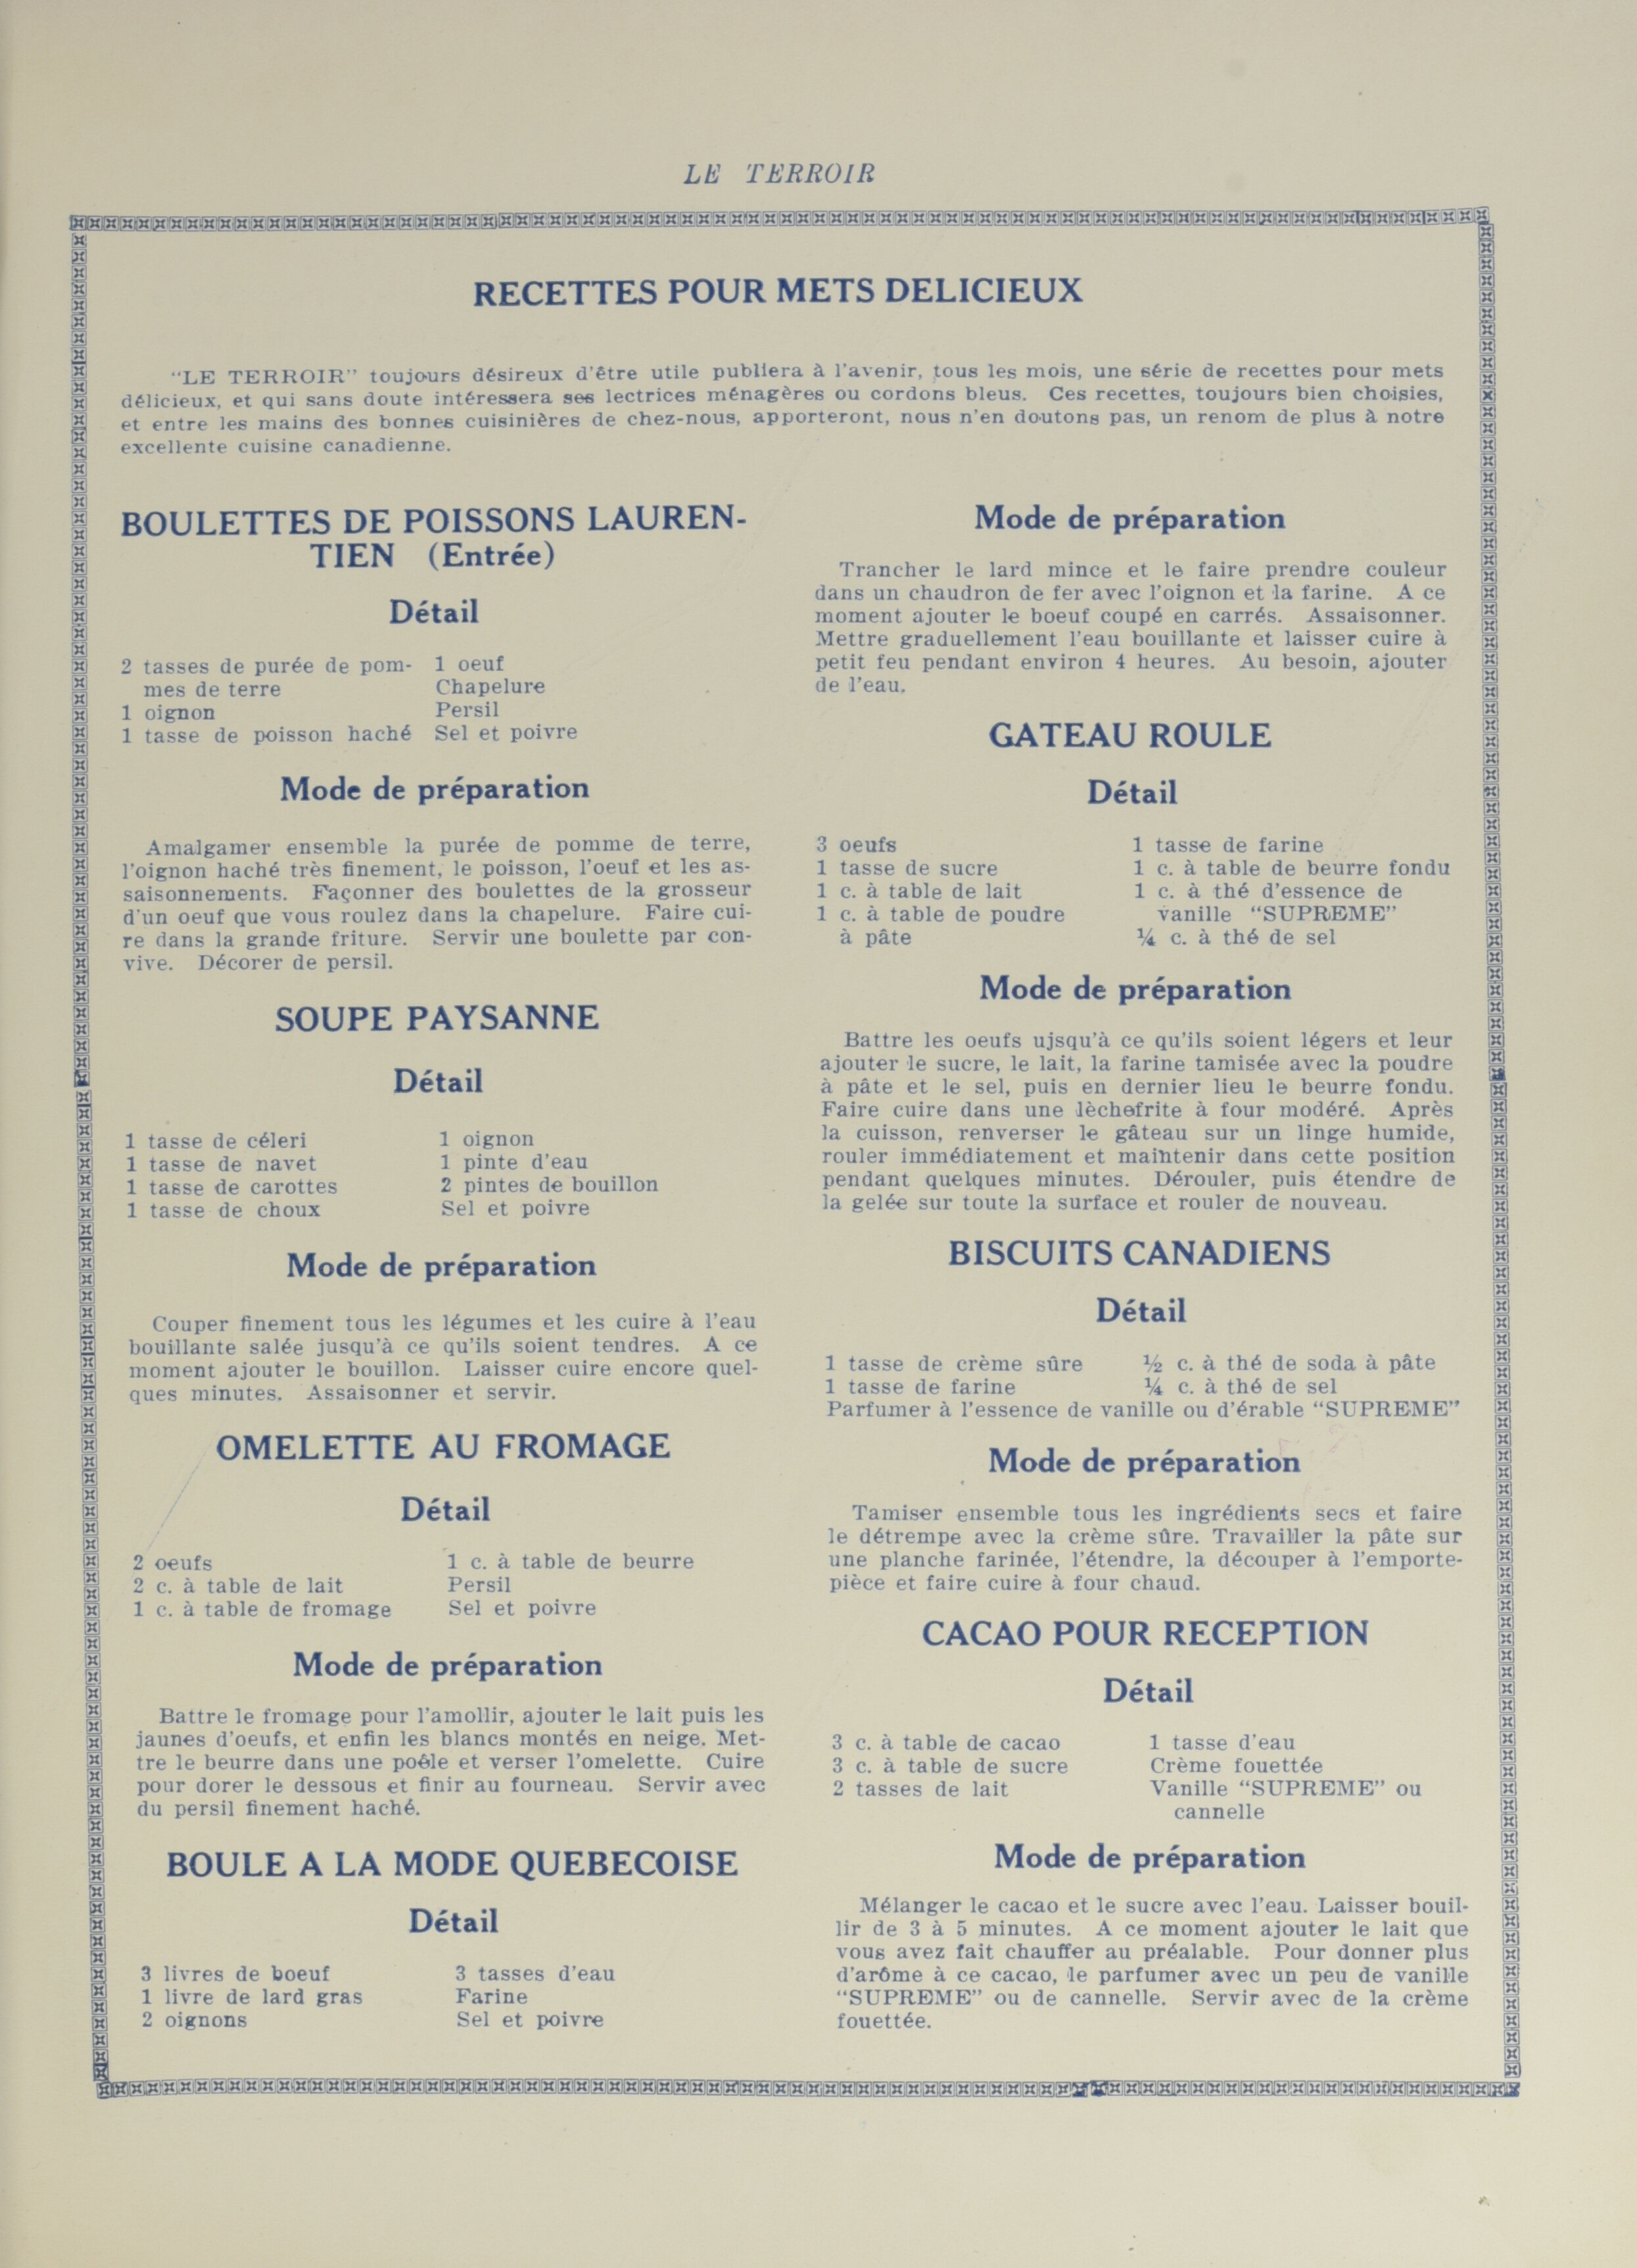 LE TERROIR
RECETTES POUR METS DELICIEUX
"LE TERROIR" toujours désireux d'être utile publiera à l'avenir, tous les mois, une série de recettes pour mets
délicieux, et qui sans doute intéressera ses lectrices ménagères ou cordons bleus. Ces recettes, toujours bien choisies,
et entre les mains des bonnes cuisinières de chez-nous, apporteront, nous n'en doutons pas, un renom de plus à notre
excellente cuisine canadienne.
BOULETTES DE POISSONS LAUREN-
TIEN (Entrée)
Détail
2 tasses de purée de pom-
mes de terre
1 oignon
1 tasse de poisson haché
1 oeuf
Chapelure
Persil
Sel et poivre
Mode de préparation
Amalgamer ensemble la purée de pomme de terre,
l'oignon haché très finement, le poisson, l'oeuf et les as-
saisonnements. Façonner des boulettes de la grosseur
d'un oeuf que vous roulez dans la chapelure. Faire cui-
re dans la grande friture. Servir une boulette par con-
vive. Décorer de persil.
SOUPE PAYSANNE
Détail
1 tasse de céleri
1 tasse de navet
1 tasse de carottes
1 tasse de choux
1 oignon
1 pinte d'eau
2 pintes de bouillon
Sel et poivre
Mode de préparation
Couper finement tous les légumes et les cuire à l'eau
bouillante salée jusqu'à ce qu'ils soient tendres. A ce
moment ajouter le bouillon. Laisser cuire encore quel-
ques minutes. Assaisonner et servir.
OMELETTE AU FROMAGE
Détail
2 oeufs
2 c. à table de lait
1 c. à table de fromage
1 c. à table de beurre
Persil
Sel et poivre
Mode de préparation
Battre le fromage pour l'amollir, ajouter le lait puis les
jaunes d'oeufs, et enfin les blancs montés en neige. Met-
tre le beurre dans une poêle et verser l'omelette. Cuire
pour dorer le dessous et finir au fourneau. Servir avec
du persil finement haché.
BOULE A LA MODE QUEBECOISE
Détail
3 livres de boeuf
1 livre de lard gras
2 oignons
3 tasses d'eau
Farine
Sel et poivre
Mode de préparation
Trancher le lard mince et le faire prendre couleur
dans un chaudron de fer avec l'oignon et la farine. A ce
moment ajouter le boeuf coupé en carrés. Assaisonner.
Mettre graduellement l'eau bouillante et laisser cuire à
petit feu pendant environ 4 heures. Au besoin, ajouter
de l'eau.
GATEAU ROULE
Détail
3 oeufs
1 tasse de sucre
1 c. à table de lait
1 c. à table de poudre
à pâte
1 tasse de farine
1 c. à table de beurre fondu
1 c. à thé d'essence de
vanille "SUPREME"
¼ c. à thé de sel
Mode de préparation
Battre les oeufs ujsqu'à ce qu'ils soient légers et leur
ajouter le sucre, le lait, la farine tamisée avec la poudre
à pâte et le sel, puis en dernier lieu le beurre fondu.
Faire cuire dans une lèchefrite à four modéré. Après
la cuisson, renverser le gâteau sur un linge humide,
rouler immédiatement et maintenir dans cette position
pendant quelques minutes. Dérouler, puis étendre de
la gelée sur toute la surface et rouler de nouveau.
BISCUITS CANADIENS
Détail
1 tasse de crème sûre
1 tasse de farine
½ c. à thé de soda à pâte
¼ c. à thé de sel
Parfumer à l'essence de vanille ou d'érable "SUPREME"
Mode de préparation
Tamiser ensemble tous les ingrédients secs et faire
le détrempe avec la crème sûre. Travailler la pâte sur
une planche farinée, l'étendre, la découper à l'emporte-
pièce et faire cuire à four chaud.
CACAO POUR RECEPTION
Détail
3 c. à table de cacao
3 c. à table de sucre
2 tasses de lait
1 tasse d'eau
Crème fouettée
Vanille "SUPREME" ou
cannelle
Mode de préparation
Mélanger le cacao et le sucre avec l'eau. Laisser bouil-
lir de 3 à 5 minutes. A ce moment ajouter le lait que
vous avez fait chauffer au préalable. Pour donner plus
d'arôme à ce cacao, le parfumer avec un peu de vanille
"SUPREME" ou de cannelle. Servir avec de la crème
fouettée.